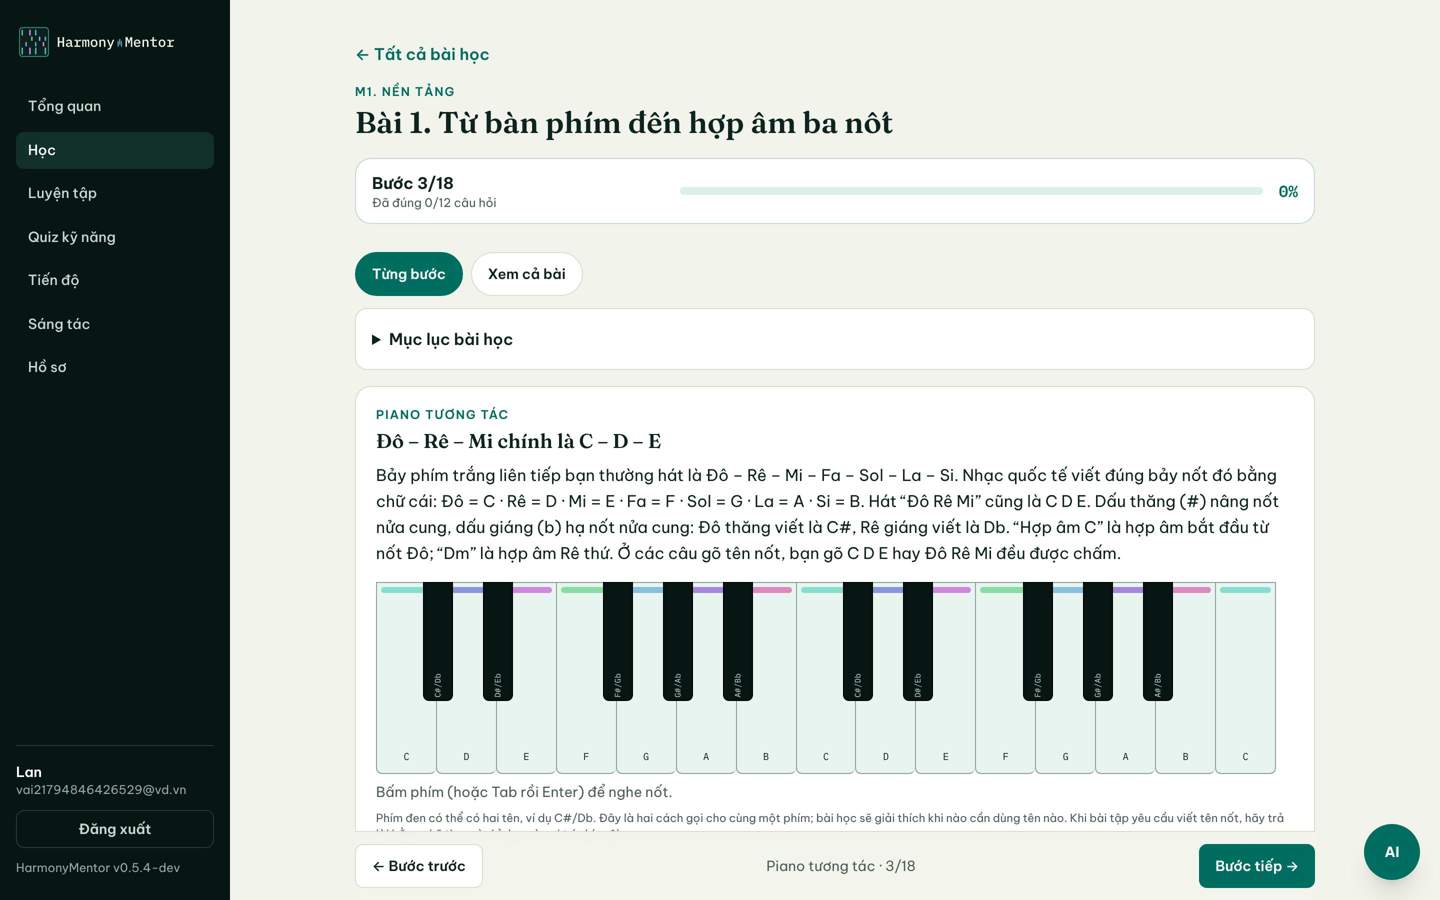 Harmony Mentor
Tổng quan
Học
Luyện tập
Quiz kỹ năng
Tiến độ
Sáng tác
Hồ sơ
Lan
vai21794846426529@vd.vn
Đăng xuất
HarmonyMentor v0.5.4-dev
← Tất cả bài học
M1. NỀN TẢNG
Bài 1. Từ bàn phím đến hợp âm ba nốt
Bước 3/18
Đã đúng 0/12 câu hỏi
0%
Từng bước
Xem cả bài
▶ Mục lục bài học
PIANO TƯƠNG TÁC
Đô – Rê – Mi chính là C – D – E
Bảy phím trắng liên tiếp bạn thường hát là Đô – Rê – Mi – Fa – Sol – La – Si. Nhạc quốc tế viết đúng bảy nốt đó bằng
chữ cái: Đô = C · Rê = D · Mi = E · Fa = F · Sol = G · La = A · Si = B. Hát “Đô Rê Mi” cũng là C D E. Dấu thăng (#) nâng nốt
nửa cung, dấu giáng (b) hạ nốt nửa cung: Đô thăng viết là C#, Rê giáng viết là Db. “Hợp âm C” là hợp âm bắt đầu từ
nốt Đô; “Dm” là hợp âm Rê thứ. Ở các câu gõ tên nốt, bạn gõ C D E hay Đô Rê Mi đều được chấm.
C#/Db D#/Eb F#/Gb G#/Ab A#/Bb C#/Db D#/Eb F#/Gb G#/Ab A#/Bb
C D E F G A B C D E F G A B C
Bấm phím (hoặc Tab rồi Enter) để nghe nốt.
Phím đen có thể có hai tên, ví dụ C#/Db. Đây là hai cách gọi cho cùng một phím; bài học sẽ giải thích khi nào cần dùng tên nào. Khi bài tập yêu cầu viết tên nốt, hãy trả
← Bước trước
Piano tương tác · 3/18
Bước tiếp →
AI